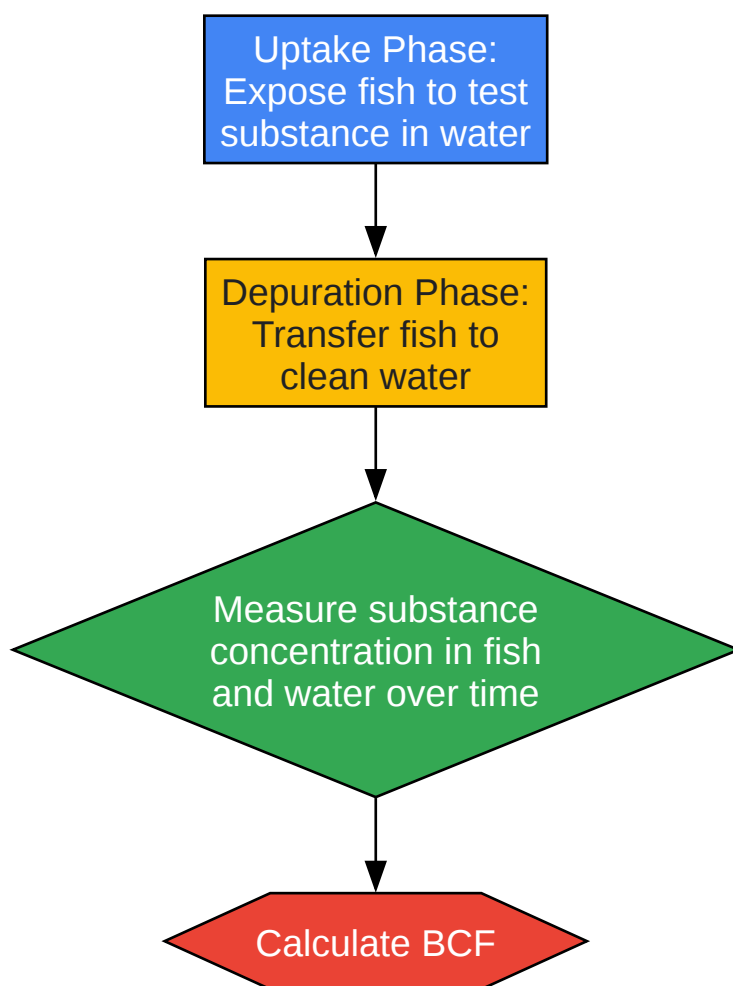 Uptake Phase:
Expose fish to test
substance in water
Depuration Phase:
Transfer fish to
clean water
Measure substance
concentration in fish
and water over time
Calculate BCF